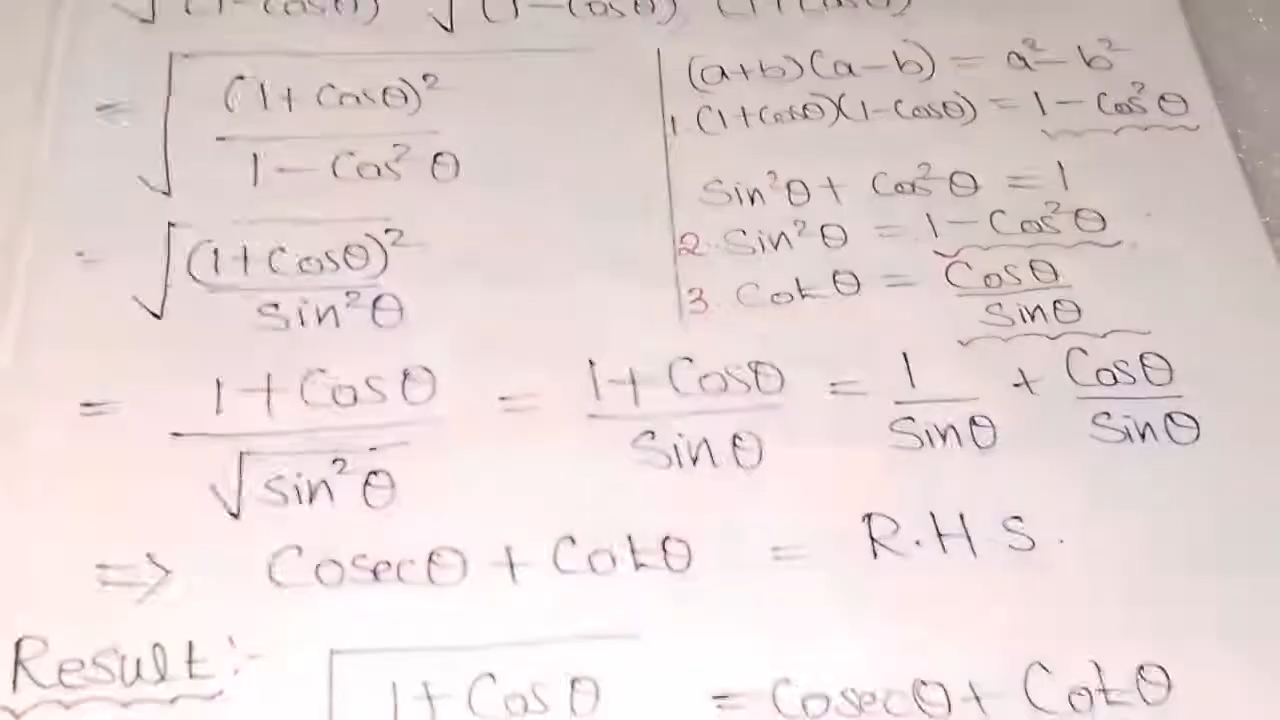 = √((1+Cosθ)² / (1-Cos²θ))
= √((1+Cosθ)² / sin²θ)
= (1+Cosθ) / √(sin²θ) = (1+Cosθ) / Sinθ = 1 / Sinθ + Cosθ / Sinθ
=> Cosecθ + Cotθ = R.H.S.
(a+b)(a-b) = a²-b²
1. (1+Cosθ)(1-Cosθ) = 1-Cos²θ
Sin²θ + Cos²θ = 1
2. Sin²θ = 1-Cos²θ
3. Cotθ = Cosθ / Sinθ
Result:- √(1+Cosθ = Cosecθ + Cotθ